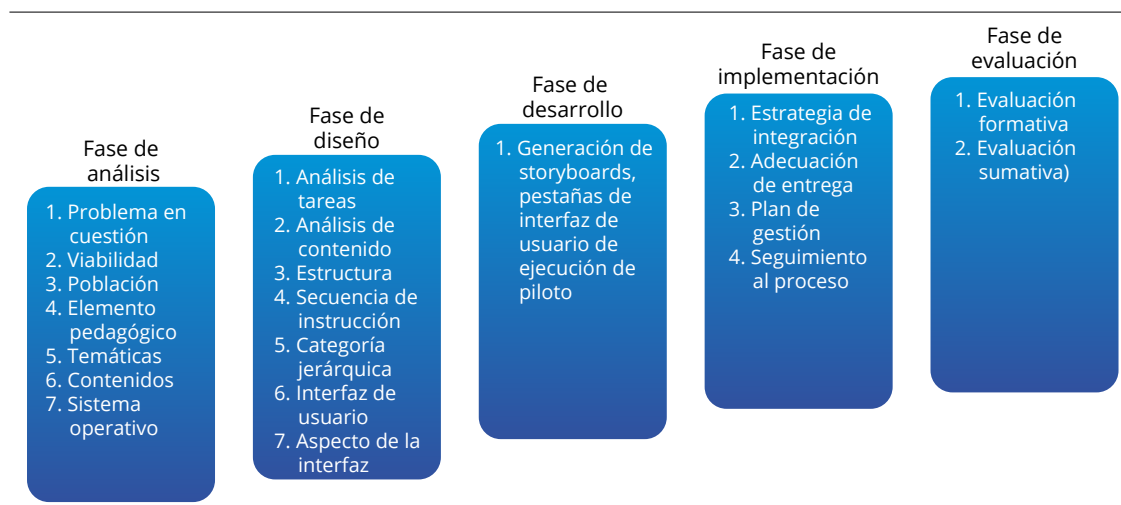 Fase de
análisis
1. Problema en
cuestión
2. Viabilidad
3. Población
4. Elemento
pedagógico
5. Temáticas
6. Contenidos
7. Sistema
operativo
Fase de
diseño
1. Análisis de
tareas
2. Análisis de
contenido
3. Estructura
4. Secuencia de
instrucción
5. Categoría
jerárquica
6. Interfaz de
usuario
7. Aspecto de la
interfaz
Fase de
desarrollo
1. Generación de
storyboards,
pestañas de
interfaz de
usuario de
ejecución de
piloto
Fase de
implementación
1. Estrategia de
integración
2. Adecuación
de entrega
3. Plan de
gestión
4. Seguimiento
al proceso
Fase de
evaluación
1. Evaluación
formativa
2. Evaluación
sumativa)